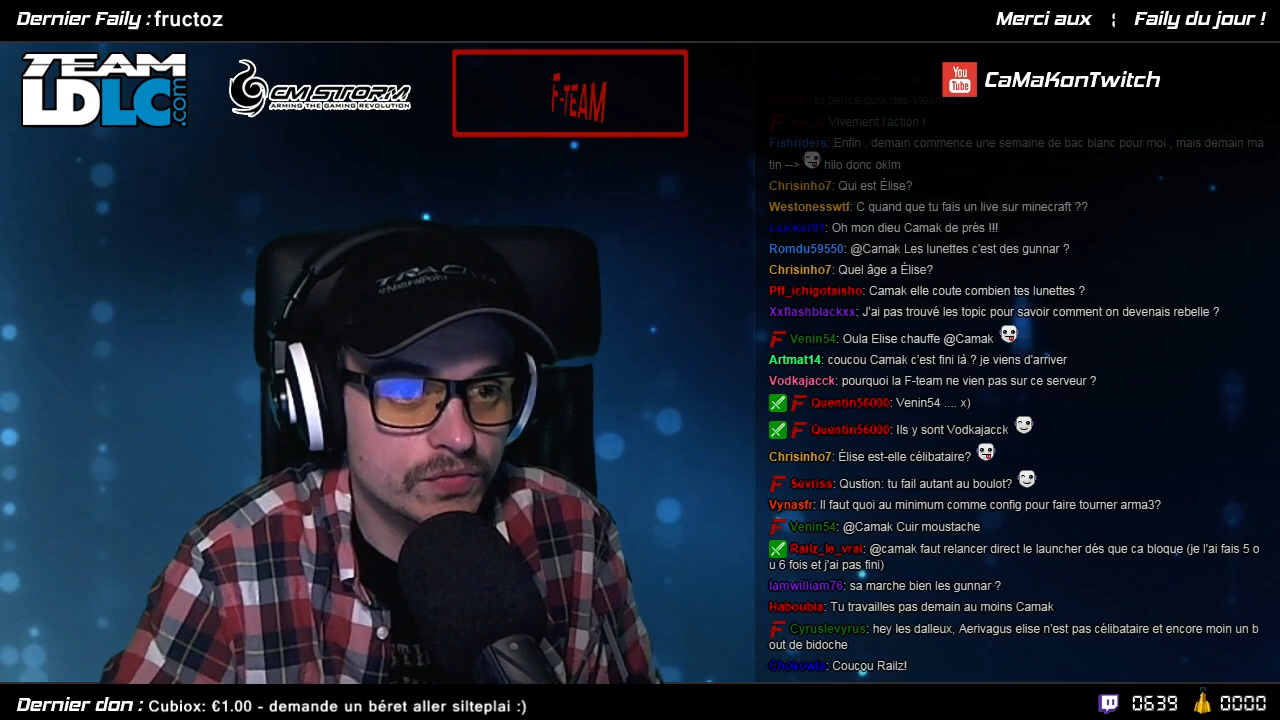 Dernier Faily : fructoz
Merci aux
Faily du jour !
TEAM
LDLC
.com
CM STORM
ARMING THE GAMING REVOLUTION
F-TEAM
You
Tube
CaMaKonTwitch
tu pence quoi des steam
: Vivement l'action !
Fishriders: Enfin , demain commence une semaine de bac blanc pour moi , mais demain ma
tin --> hilo donc oklm
Chrisinho7: Qui est Élise?
Westonesswtf: C quand que tu fais un live sur minecraft ??
: Oh mon dieu Camak de près !!!
Romdu59550: @Camak Les lunettes c'est des gunnar ?
Chrisinho7: Quel âge a Élise?
Pff_ichigotaisho: Camak elle coute combien tes lunettes ?
Xxflashblackxx: J'ai pas trouvé les topic pour savoir comment on devenais rebelle ?
F Venin54: Oula Elise chauffe @Camak
Artmat14: coucou Camak c'est fini là ? je viens d'arriver
Vodkajacck: pourquoi la F-team ne vien pas sur ce serveur ?
F Quentin56000: Venin54 .... x)
F Quentin56000: Ils y sont Vodkajacck
Chrisinho7: Élise est-elle célibataire?
F Sevriss: Qustion: tu fail autant au boulot?
Vynasfr: Il faut quoi au minimum comme config pour faire tourner arma3?
F Venin54: @Camak Cuir moustache
Railz_le_vrai: @camak faut relancer direct le launcher dés que ca bloque (je l'ai fais 5 o
u 6 fois et j'ai pas fini)
Iamwilliam76: sa marche bien les gunnar ?
Haboubia: Tu travailles pas demain au moins Camak
F Cyruslevyrus: hey les dalleux, Aerivagus elise n'est pas célibataire et encore moin un b
out de bidoche
Chokowie: Coucou Railz!
TRACKIR
NaturalPoint
Dernier don : Cubiox: €1.00 - demande un béret aller silteplai :)
0639
0000